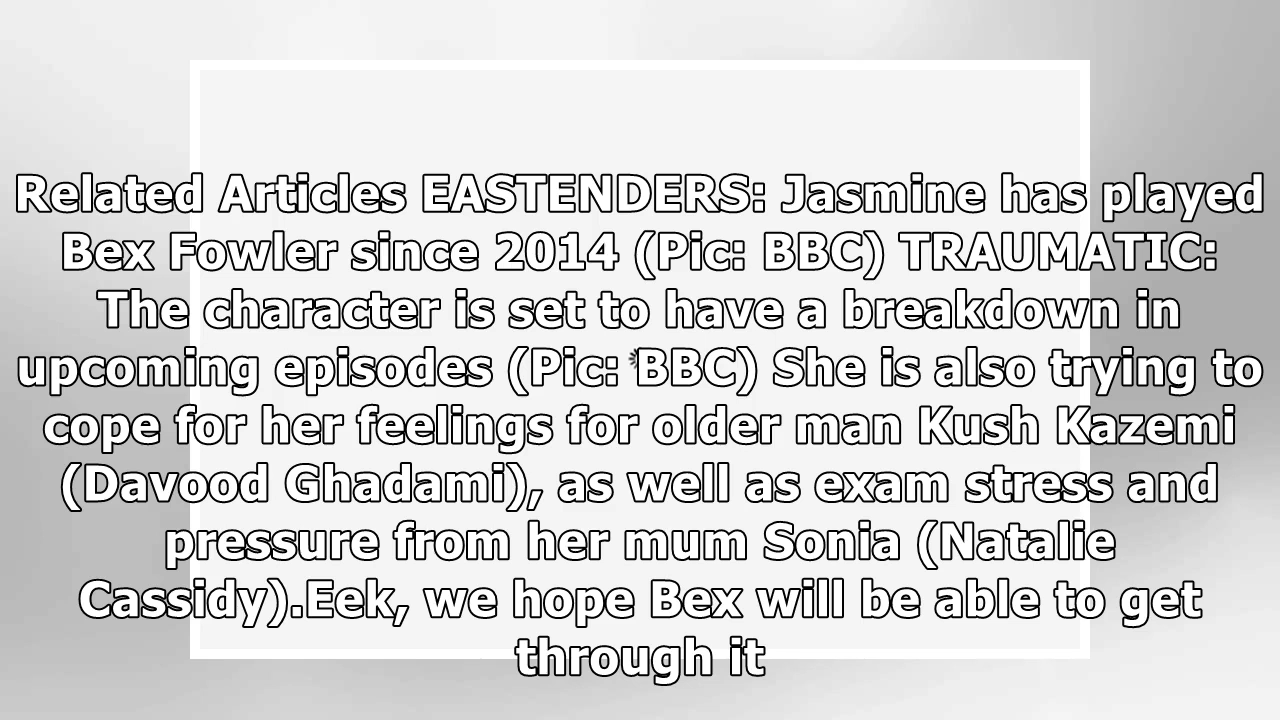 Related Articles EASTENDERS: Jasmine has played
Bex Fowler since 2014 (Pic: BBC) TRAUMATIC:
The character is set to have a breakdown in
upcoming episodes (Pic: BBC) She is also trying to
cope for her feelings for older man Kush Kazemi
(Davood Ghadami), as well as exam stress and
pressure from her mum Sonia (Natalie
Cassidy).Eek, we hope Bex will be able to get
through it